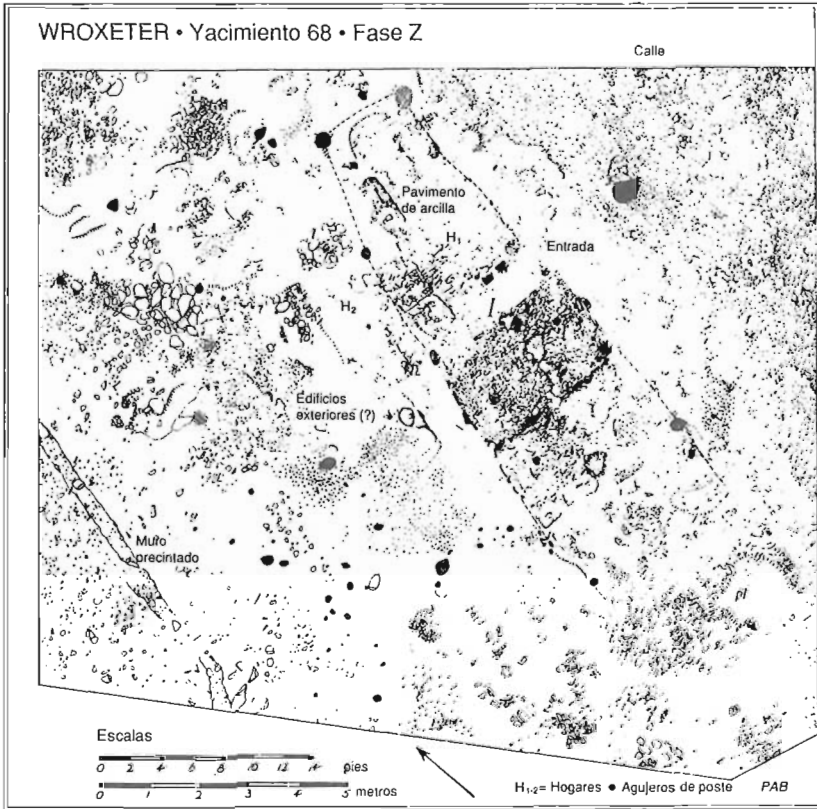 WROXETER • Yacimiento 68 • Fase Z
Calle
Pavimento
de arcilla
H₁
Entrada
H₂
Edificios
exteriores (?)
Muro
precintado
pl
Escalas
0 2 4 6 8 10 12 14 pies
0 1 2 3 4 5 metros
H₁₋₂= Hogares ● Agujeros de poste PAB